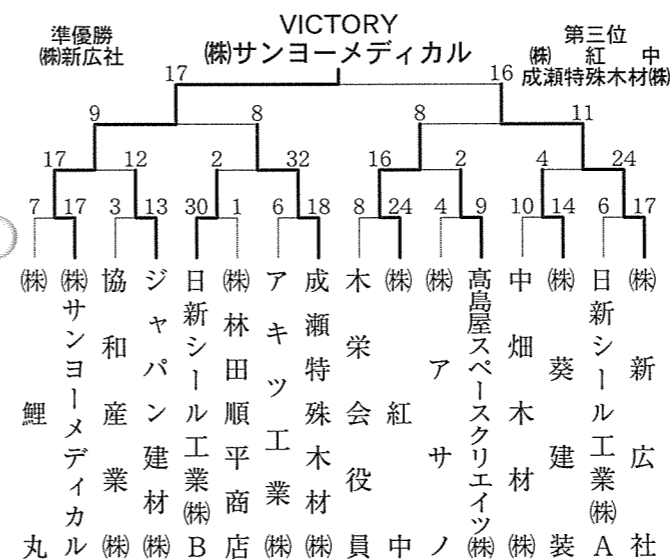 準優勝
㈱新広社
VICTORY
㈱サンヨーメディカル
第三位
㈱紅中
成瀬特殊木材㈱
17 16
9 8 8 11
17 12 2 32 16 2 4 24
7 17 3 13 30 1 6 18 8 24 4 9 10 14 6 17
㈱鯉丸
㈱サンヨーメディカル
協和産業㈱
ジャパン建材㈱
日新シール工業㈱B
㈱林田順平商店
アキツ工業㈱
成瀬特殊木材㈱
木栄会役員
㈱紅中
㈱アサノ
髙島屋スペースクリエイツ㈱
中畑木材㈱
㈱葵建装
日新シール工業㈱A
㈱新広社